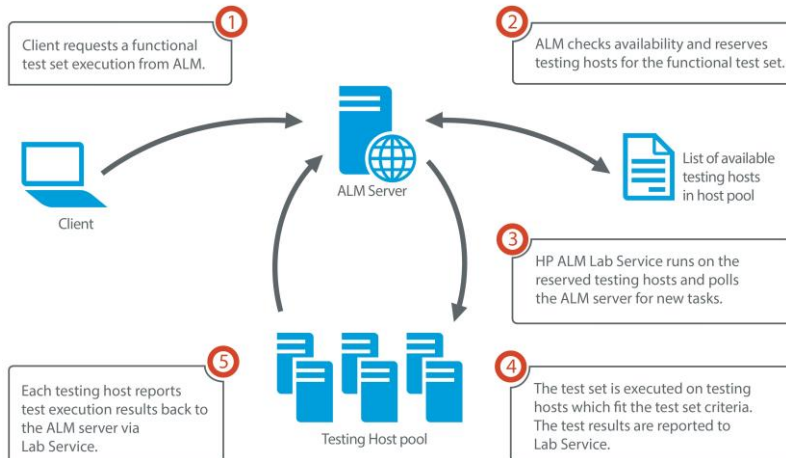 1
Client requests a functional
test set execution from ALM.
2
ALM checks availability and reserves
testing hosts for the functional test set.
ALM Server
Client
List of available
testing hosts
in host pool
3
HP ALM Lab Service runs on the
reserved testing hosts and polls
the ALM server for new tasks.
5
Each testing host reports
test execution results back to
the ALM server via
Lab Service.
Testing Host pool
4
The test set is executed on testing
hosts which fit the test set criteria.
The test results are reported to
Lab Service.